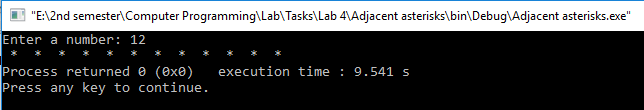 "E:\2nd semester\Computer Programming\Lab\Tasks\Lab 4\Adjacent asterisks\bin\Debug\Adjacent asterisks.exe"
Enter a number: 12
 *  *  *  *  *  *  *  *  *  *  *  *
Process returned 0 (0x0)   execution time : 9.541 s
Press any key to continue.